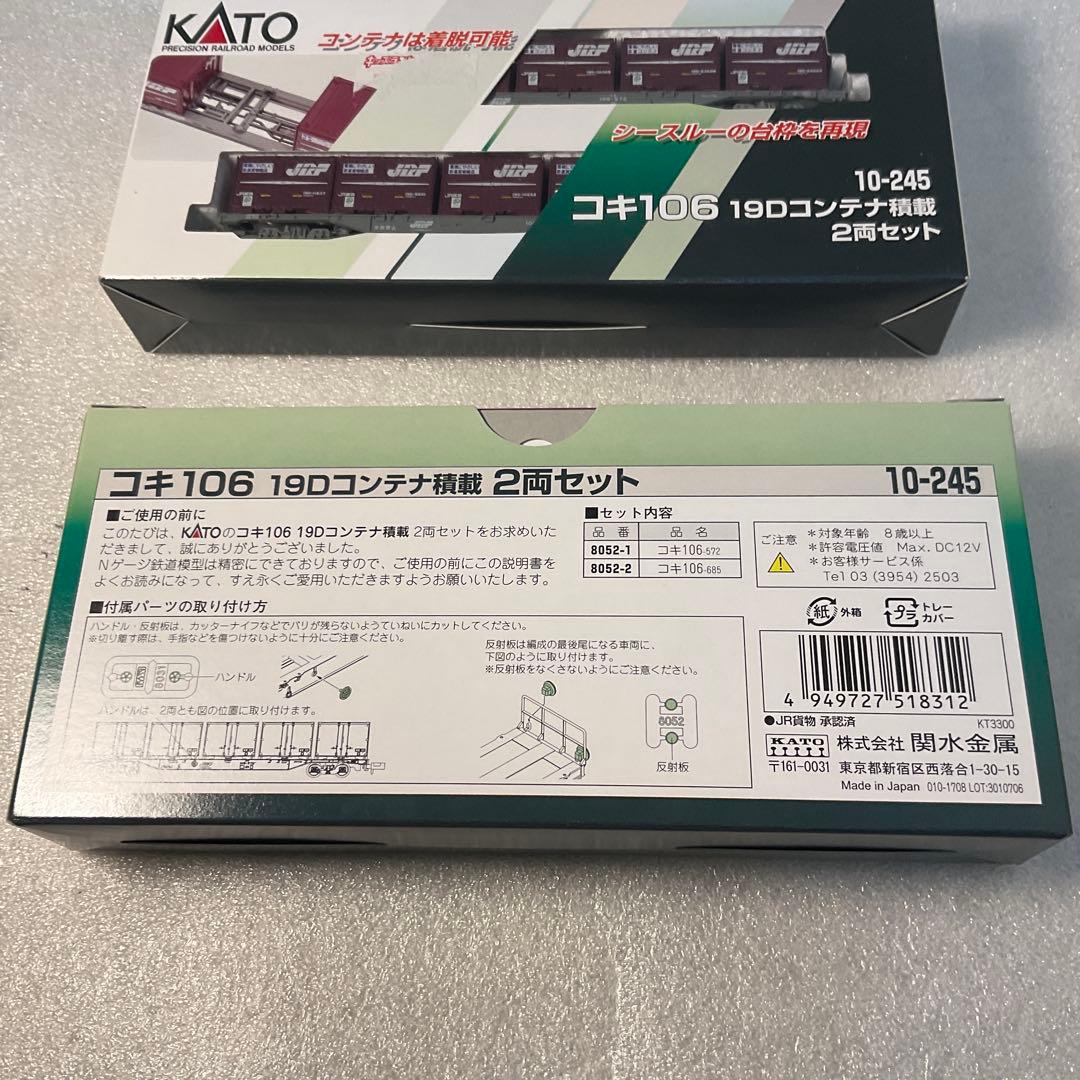 KATO
PRECISION RAILROAD MODELS
コンテナは着脱可能
JRF
JRF
JRF
シースルーの台枠を再現
JRF
JRF
JRF
10-245
コキ106 19Dコンテナ積載
2両セット
コキ106 19Dコンテナ積載 2両セット
10-245
■ご使用の前に
このたびは、KATOのコキ106 19Dコンテナ積載 2両セットをお求めいた
だきまして、誠にありがとうございました。
Nゲージ鉄道模型は精密にできておりますので、ご使用の前にこの説明書を
よくお読みになって、すえ永くご愛用いただきますようお願いいたします。
■セット内容
品番 品名
8052-1 コキ106-572
8052-2 コキ106-685
ご注意
＊対象年齢 8歳以上
＊許容電圧値 Max. DC12V
＊お客様サービス係
Tel 03 (3954) 2503
■付属パーツの取り付け方
ハンドル・反射板は、カッターナイフなどでバリが残らないようていねいにカットしてください。
※切り離す際は、手指などを傷つけないように十分にご注意ください。
ハンドル
ハンドルは、2両とも図の位置に取り付けます。
反射板は編成の最後尾になる車両に、
下図のように取り付けます。
※反射板をなくさないようにご注意ください。
8052
反射板
紙 外箱
プラ トレー
カバー
4 949727 518312
●JR貨物 承認済
KT3300
KATO 株式会社 関水金属
〒161-0031 東京都新宿区西落合1-30-15
Made in Japan 010-1708 LOT:3010706